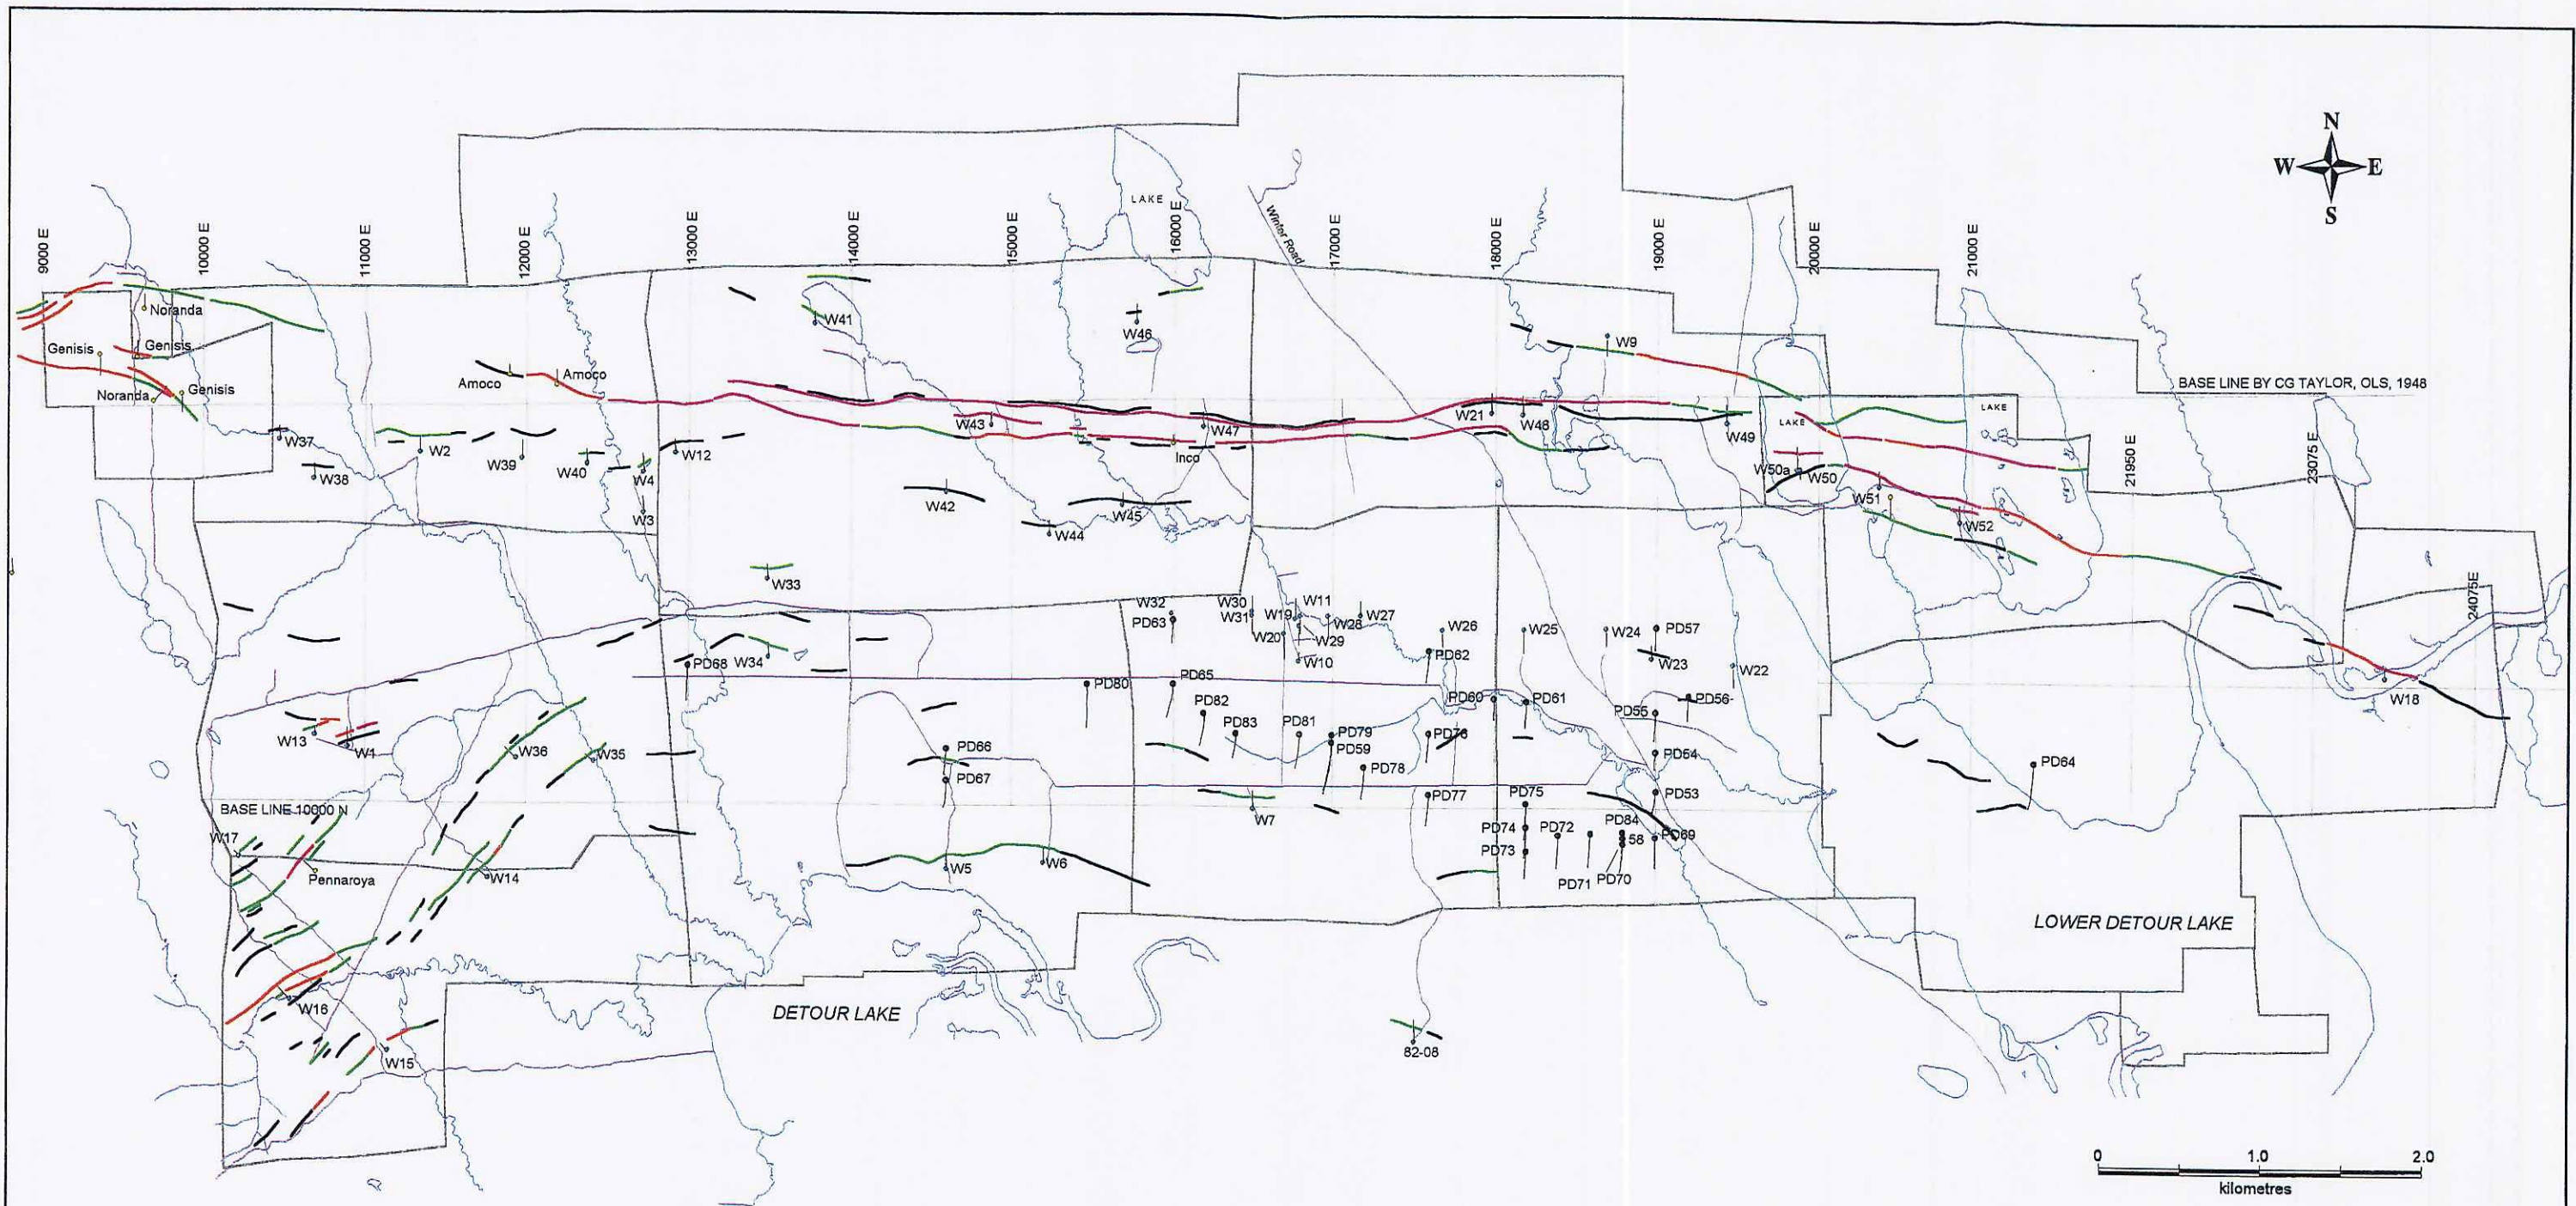 N
W E
S
LAKE
Winter Road
9000 E
10000 E
11000 E
12000 E
13000 E
14000 E
15000 E
16000 E
17000 E
18000 E
19000 E
20000 E
21000 E
21950 E
23075 E
24075E
BASE LINE BY CG TAYLOR, OLS, 1948
Noranda
Genisis
Genisis
Noranda
Genisis
Amoco
Amoco
W41
W46
W9
LAKE
LAKE
W37
W38
W2
W39
W40
W4
W3
W12
W43
W47
Inco
W21
W48
W49
W50a
W50
W51
W52
W42
W45
W44
W33
W32
PD63
W30
W31
W11
W19
W20
W28
W29
W27
W10
W26
PD62
W25
W24
PD57
W23
W22
PD68
W34
PD80
PD65
PD82
PD83
PD81
PD79
PD59
PD78
PD60
PD61
PD76
PD77
PD56
PD55
PD54
PD53
W18
PD64
W13
W1
W36
W35
PD66
PD67
BASE LINE 10000 N
W17
Pennaroya
W14
W5
W6
W7
PD75
PD74
PD73
PD72
PD71
PD84
58
PD70
PD69
W16
W15
DETOUR LAKE
LOWER DETOUR LAKE
82-08
0 1.0 2.0
kilometres